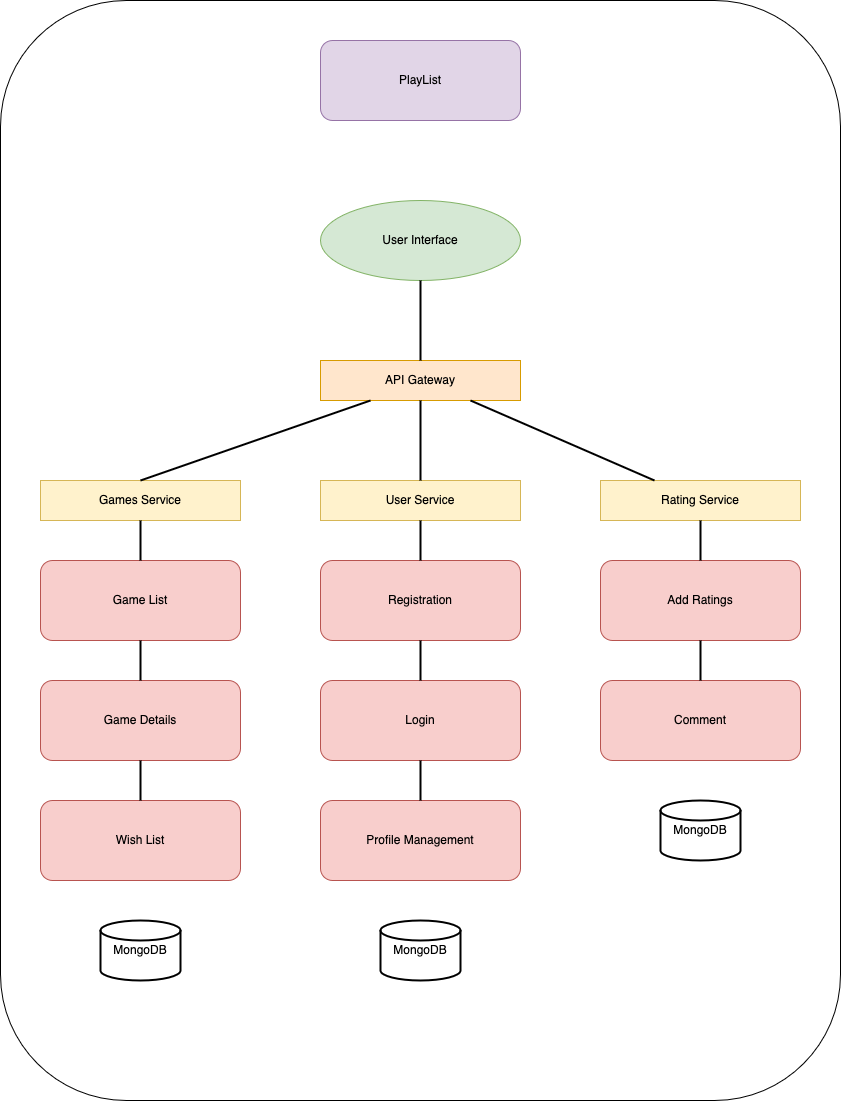 PlayList
User Interface
API Gateway
Games Service
User Service
Rating Service
Game List
Registration
Add Ratings
Game Details
Login
Comment
Wish List
Profile Management
MongoDB
MongoDB
MongoDB